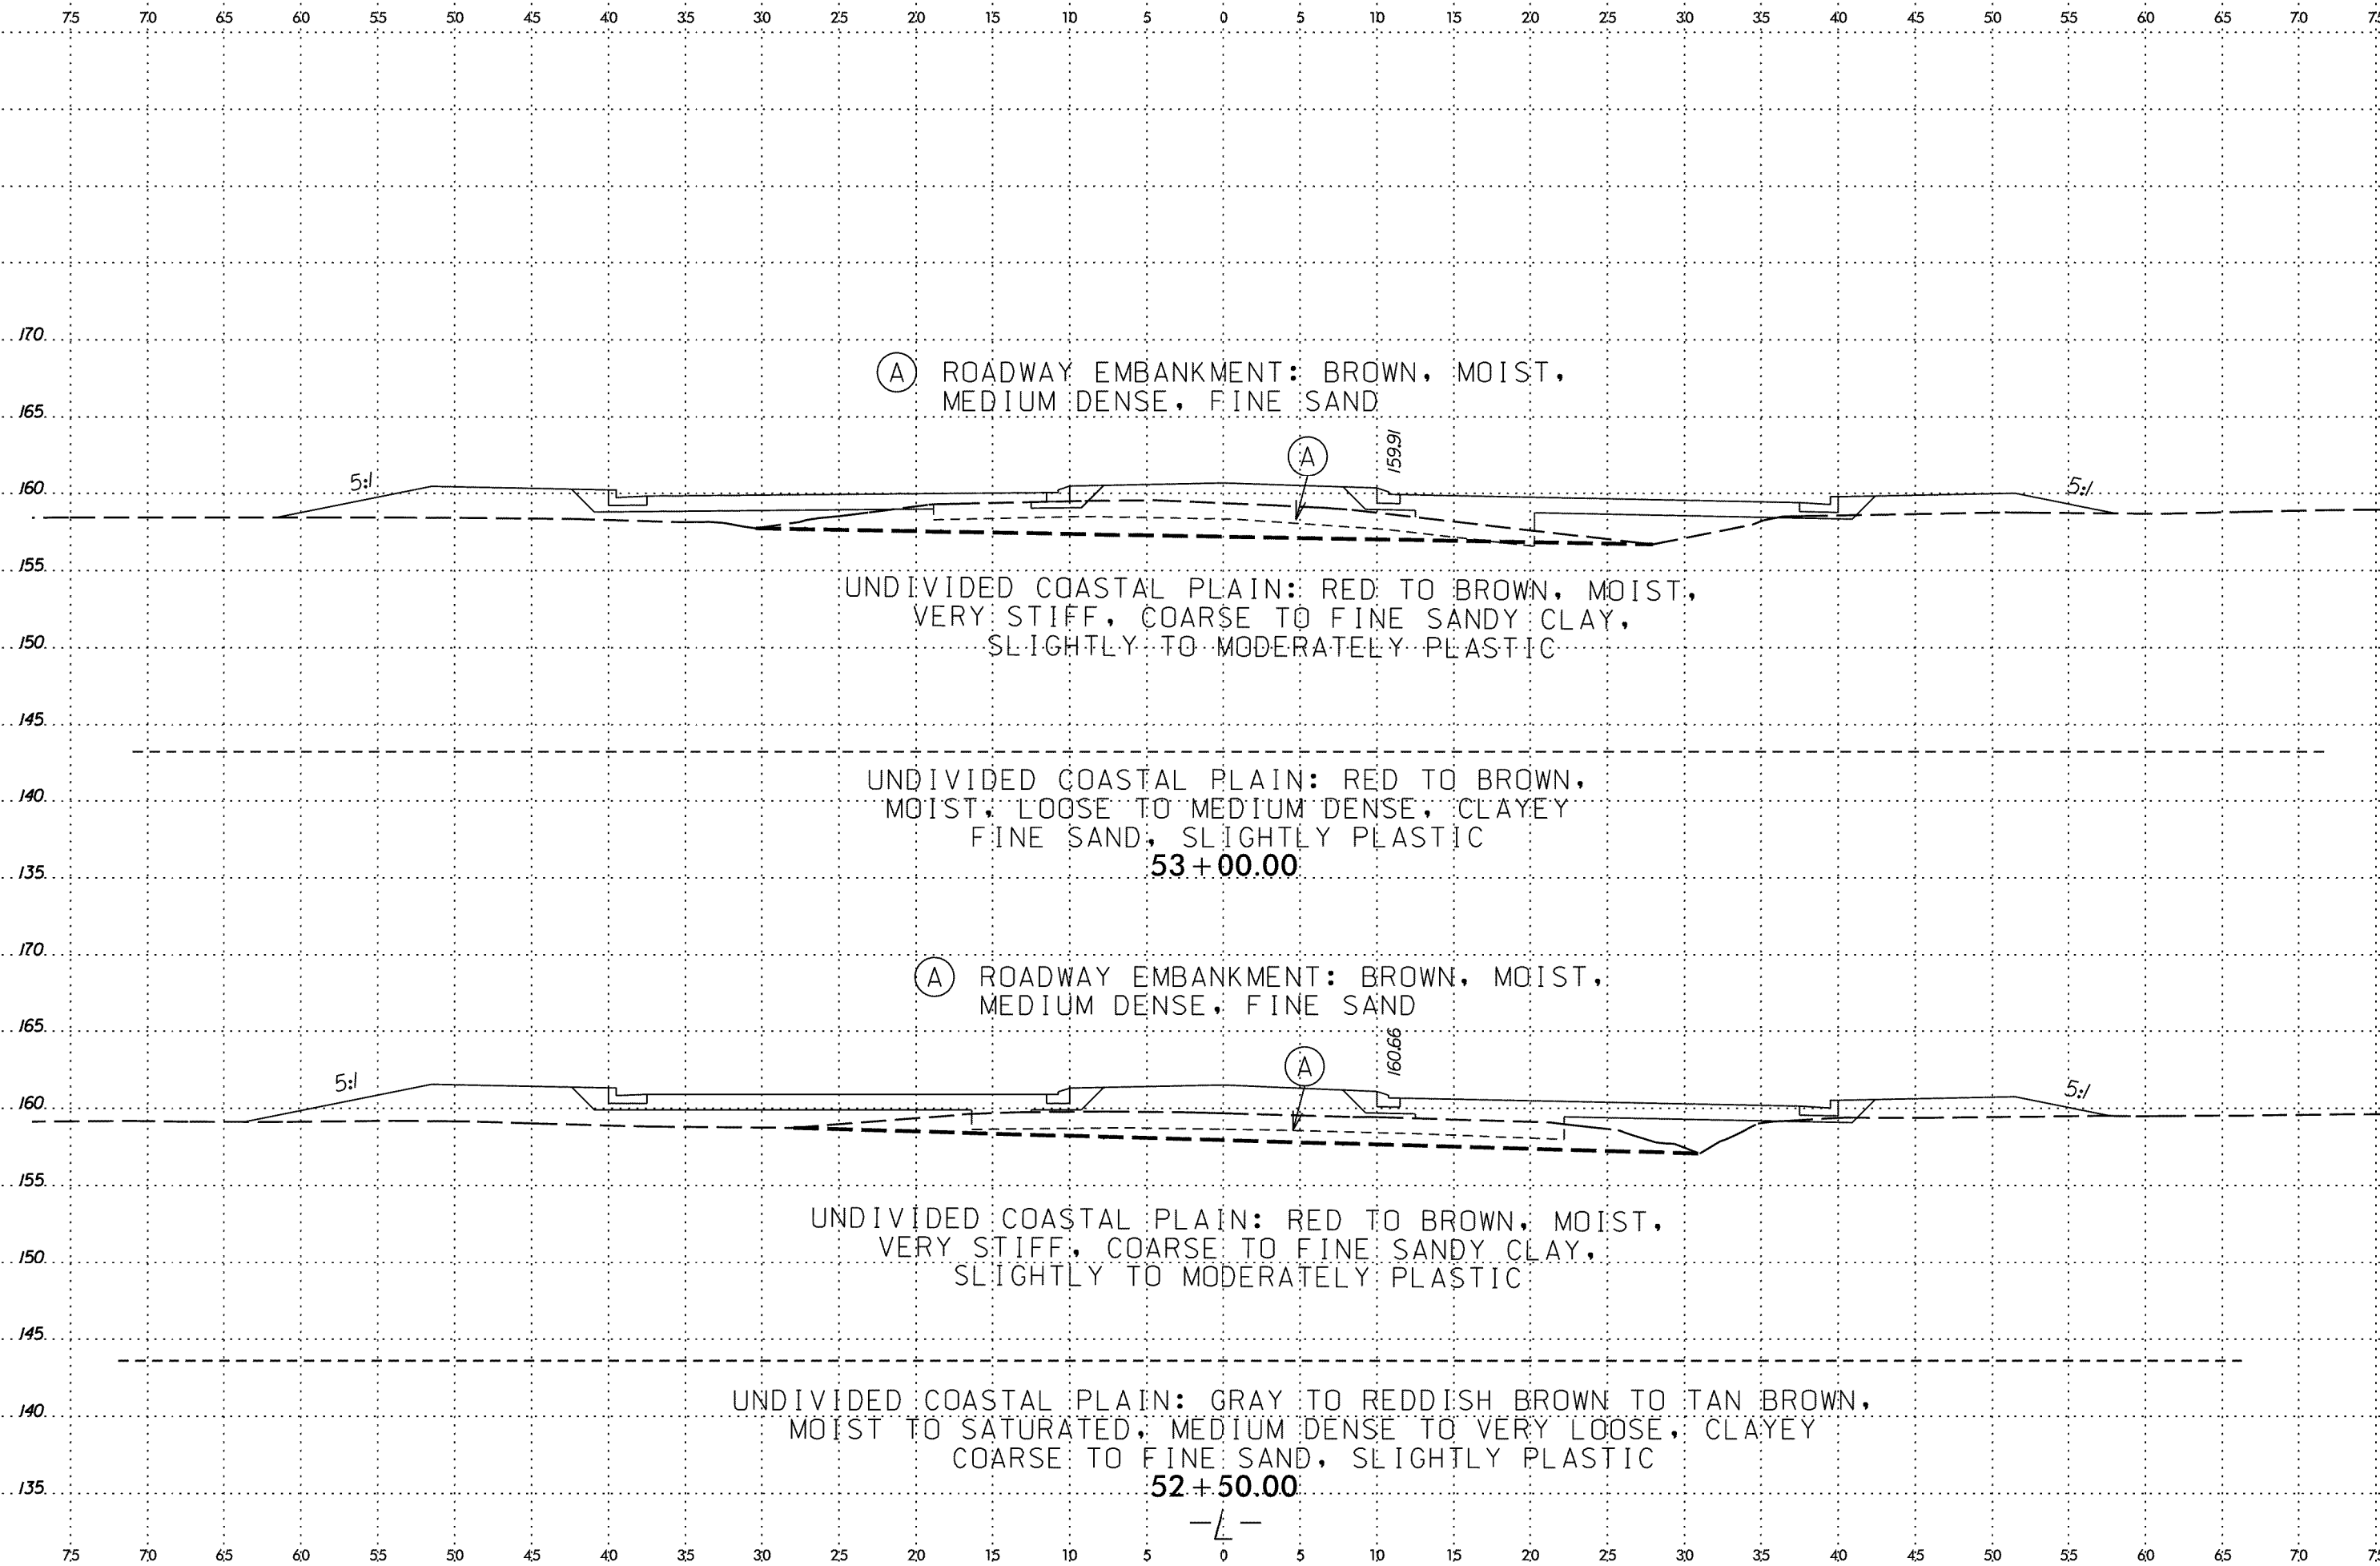 75 70 65 60 55 50 45 40 35 30 25 20 15 10 5 0 5 10 15 20 25 30 35 40 45 50 55 60 65 70 75
170
A ROADWAY EMBANKMENT: BROWN, MOIST,
MEDIUM DENSE, FINE SAND
165
159.91
A
5:1
160
5:1
155
UNDIVIDED COASTAL PLAIN: RED TO BROWN, MOIST,
VERY STIFF, COARSE TO FINE SANDY CLAY,
150
SLIGHTLY TO MODERATELY PLASTIC
145
UNDIVIDED COASTAL PLAIN: RED TO BROWN,
140
MOIST, LOOSE TO MEDIUM DENSE, CLAYEY
FINE SAND, SLIGHTLY PLASTIC
53+00.00
135
170
A ROADWAY EMBANKMENT: BROWN, MOIST,
MEDIUM DENSE, FINE SAND
165
160.66
A
5:1
5:1
160
155
UNDIVIDED COASTAL PLAIN: RED TO BROWN, MOIST,
VERY STIFF, COARSE TO FINE SANDY CLAY,
150
SLIGHTLY TO MODERATELY PLASTIC
145
UNDIVIDED COASTAL PLAIN: GRAY TO REDDISH BROWN TO TAN BROWN,
140
MOIST TO SATURATED, MEDIUM DENSE TO VERY LOOSE, CLAYEY
COARSE TO FINE SAND, SLIGHTLY PLASTIC
52+50.00
135
-L-
75 70 65 60 55 50 45 40 35 30 25 20 15 10 5 0 5 10 15 20 25 30 35 40 45 50 55 60 65 70 75